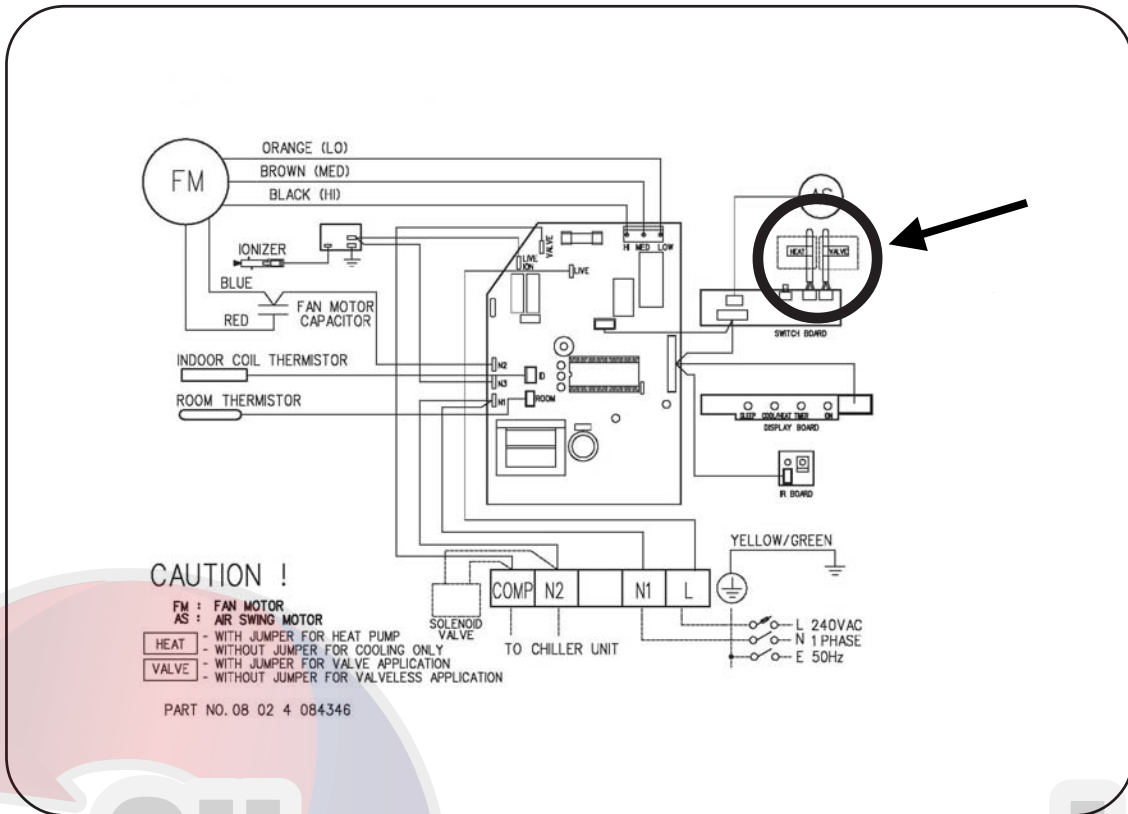 ORANGE (LO)
BROWN (MED)
BLACK (HI)
FM
AS
HEAT
VALVE
HI MED LOW
VALVE
LIVE
ION
LIVE
IONIZER
BLUE
RED
FAN MOTOR
CAPACITOR
SWITCH BOARD
INDOOR COIL THERMISTOR
ROOM THERMISTOR
N2
N3
N1
ID
ROOM
SLEEP COOL/HEAT TIMER ON
DISPLAY BOARD
IR BOARD
YELLOW/GREEN
COMP N2 N1 L
SOLENOID
VALVE
TO CHILLER UNIT
L 240VAC
N 1 PHASE
E 50Hz
CAUTION !
FM : FAN MOTOR
AS : AIR SWING MOTOR
HEAT - WITH JUMPER FOR HEAT PUMP
- WITHOUT JUMPER FOR COOLING ONLY
VALVE - WITH JUMPER FOR VALVE APPLICATION
- WITHOUT JUMPER FOR VALVELESS APPLICATION
PART NO. 08 02 4 084346